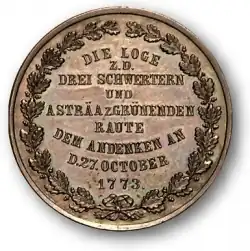 DIE LOGE
Z.D.
DREI SCHWERTERN
UND
ASTRÄA Z. GRÜNENDEN
RAUTE
DEM ANDENKEN AN
D. 27. OCTOBER
1773.